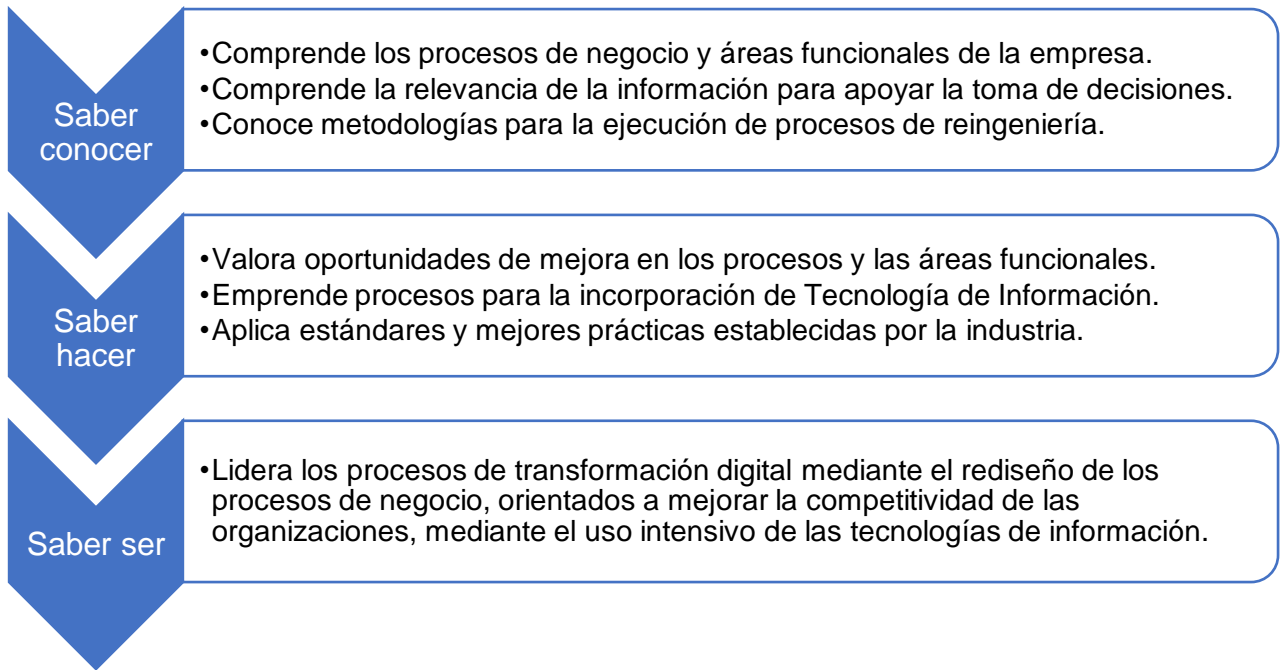 Saber
conocer
•Comprende los procesos de negocio y áreas funcionales de la empresa.
•Comprende la relevancia de la información para apoyar la toma de decisiones.
•Conoce metodologías para la ejecución de procesos de reingeniería.
Saber
hacer
•Valora oportunidades de mejora en los procesos y las áreas funcionales.
•Emprende procesos para la incorporación de Tecnología de Información.
•Aplica estándares y mejores prácticas establecidas por la industria.
Saber ser
•Lidera los procesos de transformación digital mediante el rediseño de los
procesos de negocio, orientados a mejorar la competitividad de las
organizaciones, mediante el uso intensivo de las tecnologías de información.